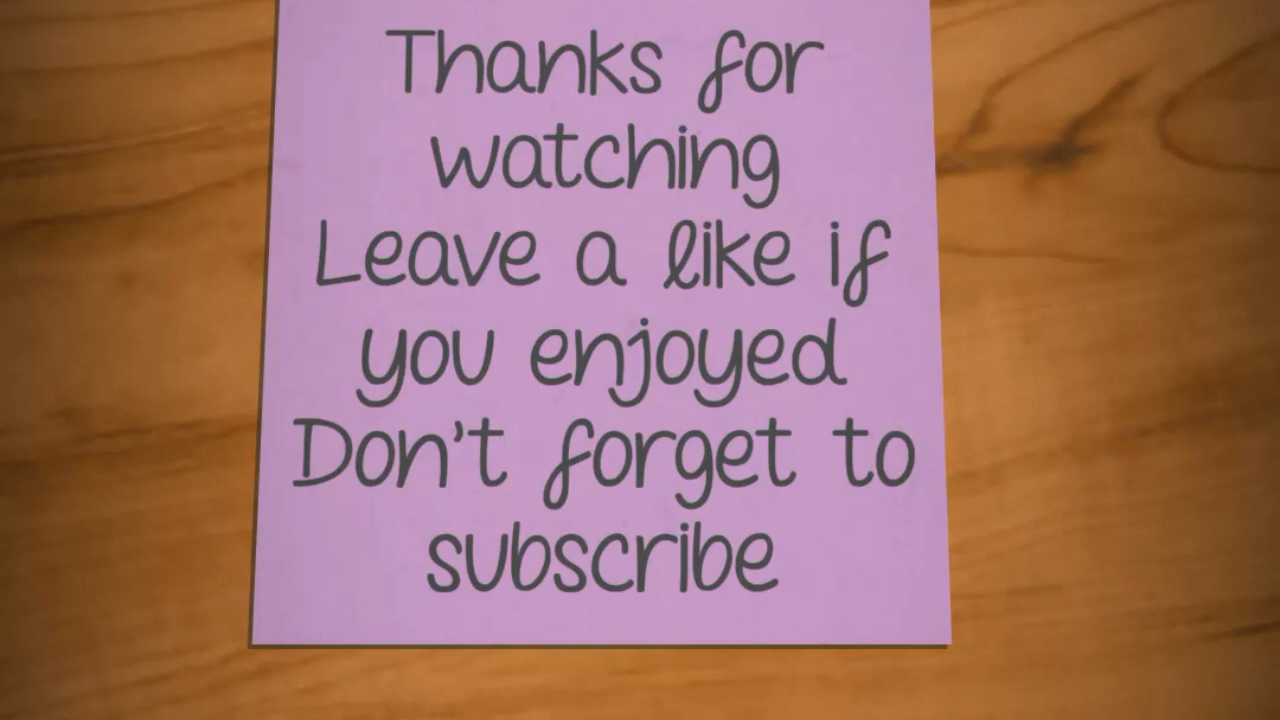 Thanks for
watching
Leave a like if
you enjoyed
Don't forget to
subscribe